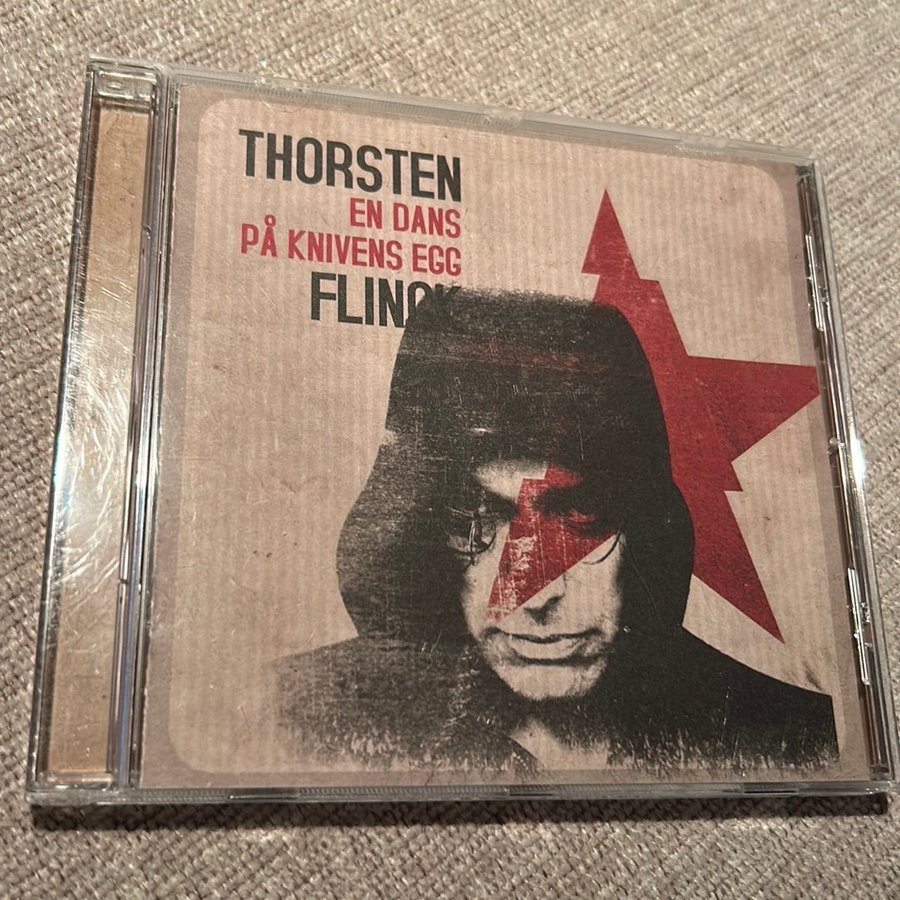 THORSTEN
EN DANS
PÅ KNIVENS EGG
FLINCK